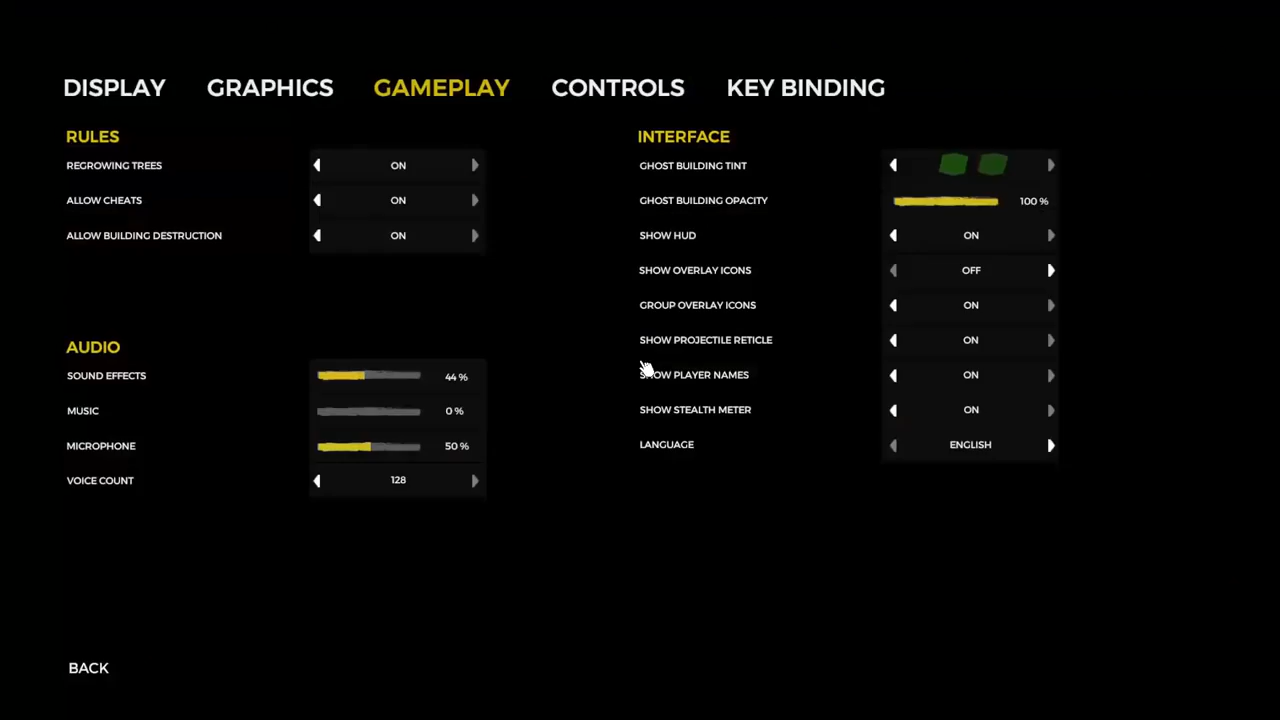 DISPLAY GRAPHICS GAMEPLAY CONTROLS KEY BINDING
RULES
REGROWING TREES ON
ALLOW CHEATS ON
ALLOW BUILDING DESTRUCTION ON
AUDIO
SOUND EFFECTS 44 %
MUSIC 0 %
MICROPHONE 50 %
VOICE COUNT 128
INTERFACE
GHOST BUILDING TINT
GHOST BUILDING OPACITY 100 %
SHOW HUD ON
SHOW OVERLAY ICONS OFF
GROUP OVERLAY ICONS ON
SHOW PROJECTILE RETICLE ON
SHOW PLAYER NAMES ON
SHOW STEALTH METER ON
LANGUAGE ENGLISH
BACK